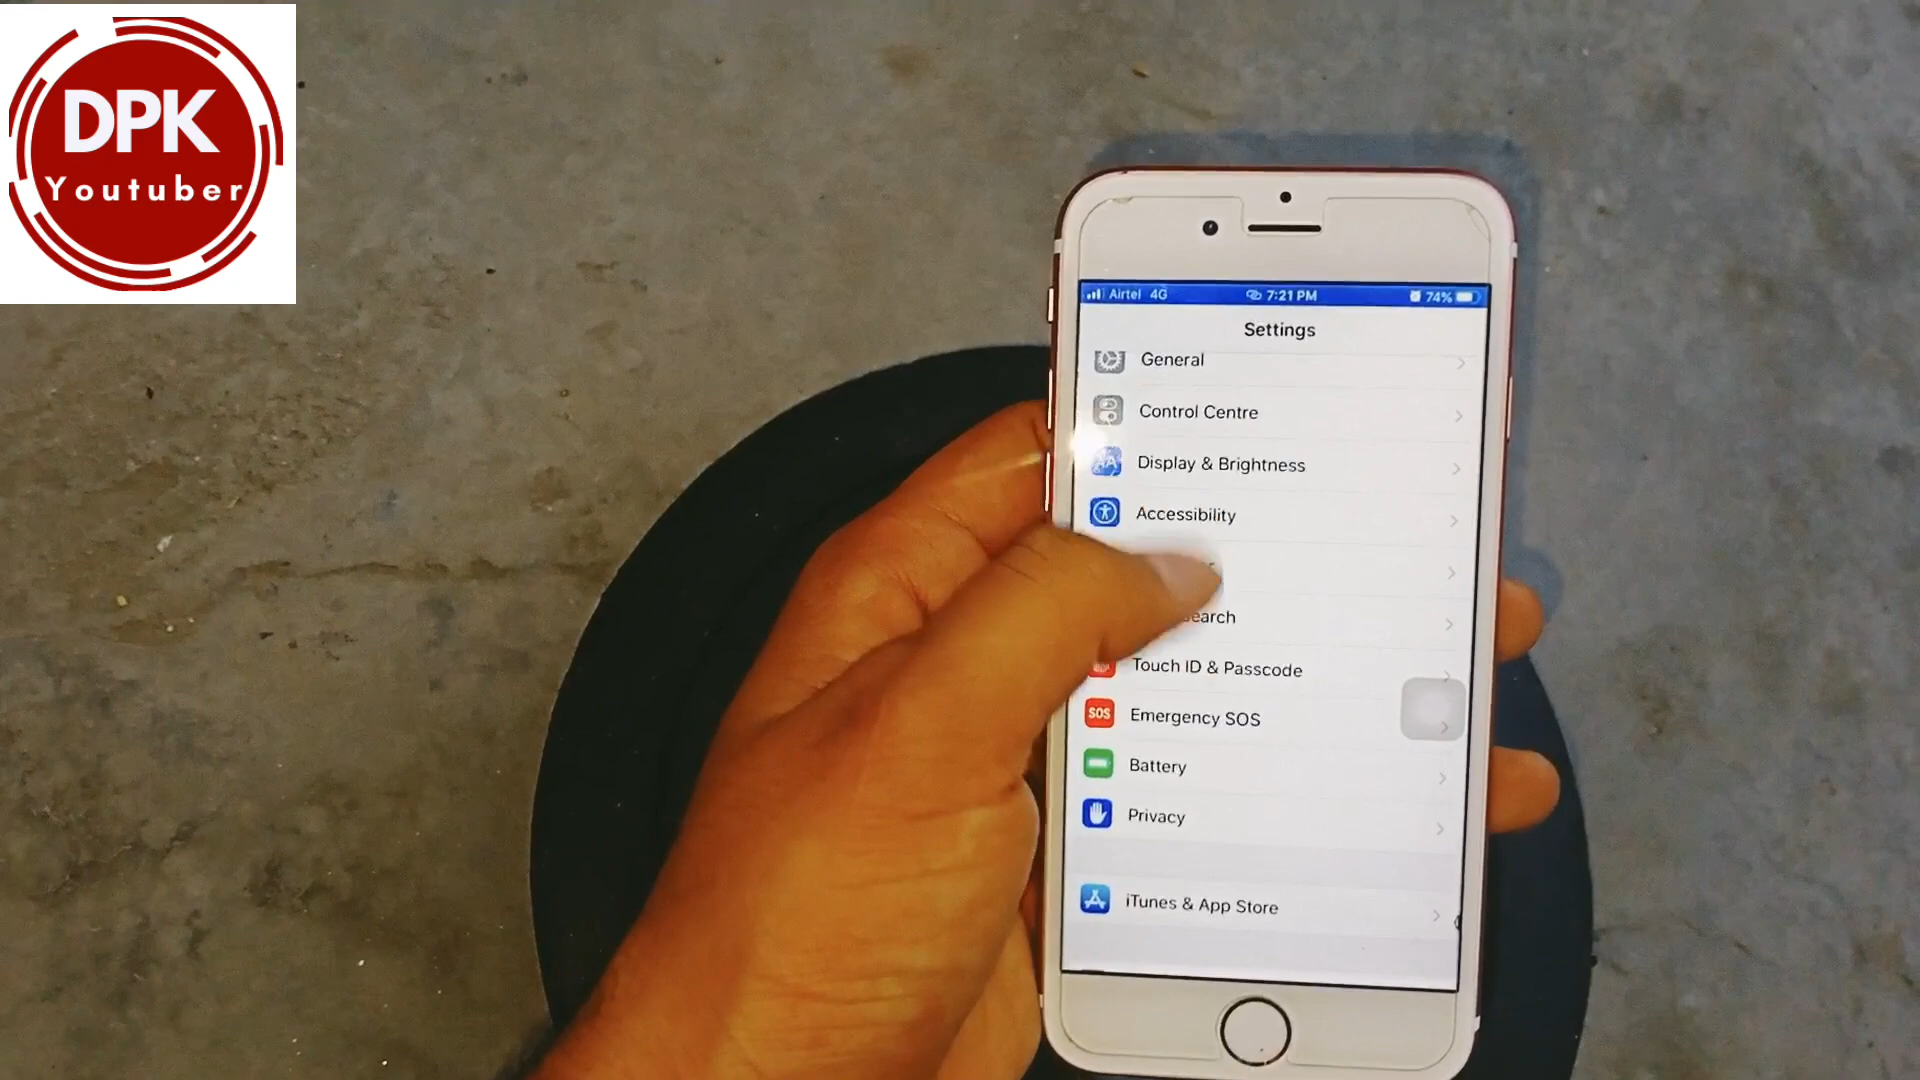 DPK
Youtuber
Airtel 4G 7:21 PM 74%
Settings
General
Control Centre
AA Display & Brightness
Accessibility
Touch ID & Passcode
SOS Emergency SOS
Battery
Privacy
iTunes & App Store